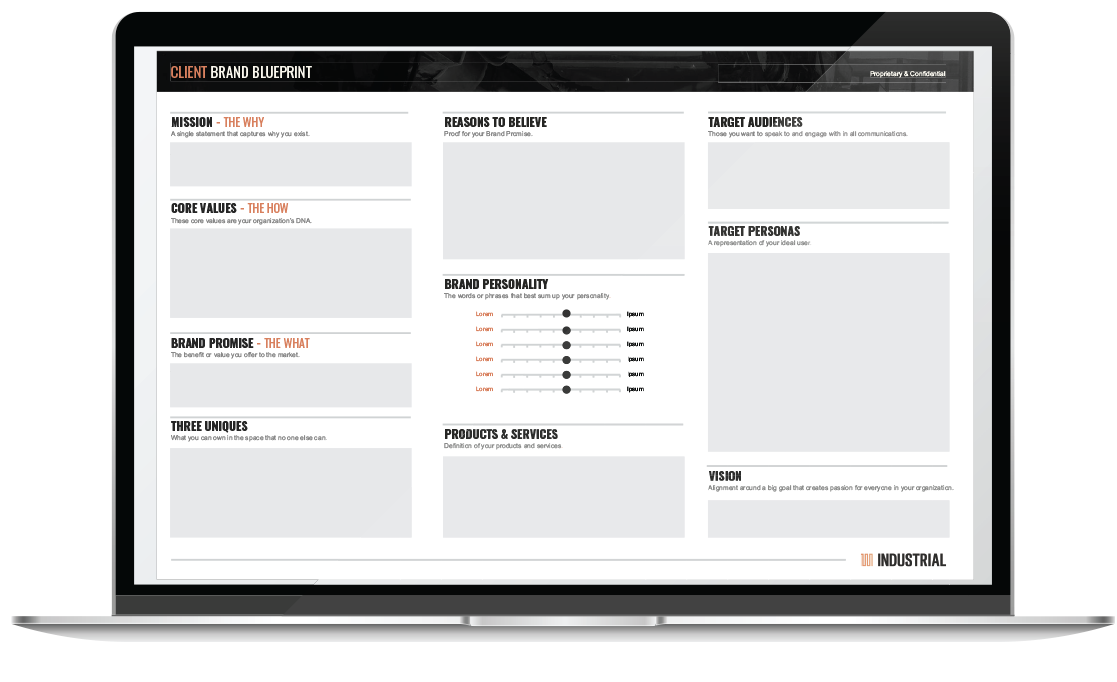 CLIENT BRAND BLUEPRINT
Proprietary & Confidential
MISSION - THE WHY
A single statement that captures why you exist.
CORE VALUES - THE HOW
These core values are your organization's DNA.
BRAND PROMISE - THE WHAT
The benefit or value you offer to the market.
THREE UNIQUES
What you can own in the space that no one else can.
REASONS TO BELIEVE
Proof for your Brand Promise.
BRAND PERSONALITY
The words or phrases that best sum up your personality.
Lorem Ipsum
Lorem Ipsum
Lorem Ipsum
Lorem Ipsum
Lorem Ipsum
Lorem Ipsum
PRODUCTS & SERVICES
Definition of your products and services.
TARGET AUDIENCES
Those you want to speak to and engage with in all communications.
TARGET PERSONAS
A representation of your ideal user.
VISION
Alignment around a big goal that creates passion for everyone in your organization.
INDUSTRIAL